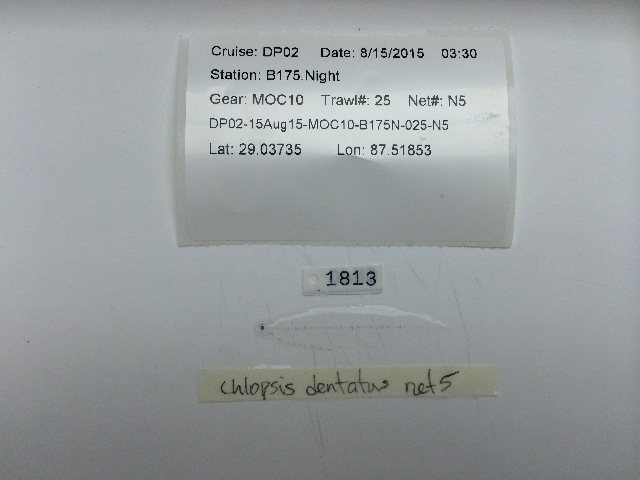 Cruise: DP02 Date: 8/15/2015 03:30
Station: B175.Night
Gear: MOC10 Trawl#: 25 Net#: N5
DP02-15Aug15-MOC10-B175N-025-N5
Lat: 29.03735 Lon: 87.51853
1813
chlopsis dentatus net5